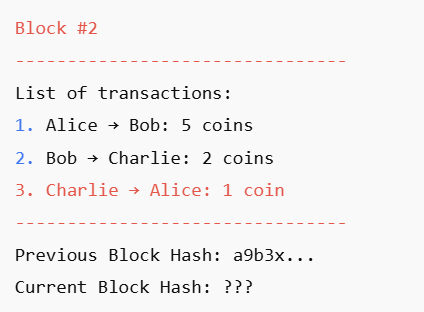 Block #2
--------------------------------
List of transactions:
1. Alice → Bob: 5 coins
2. Bob → Charlie: 2 coins
3. Charlie → Alice: 1 coin
--------------------------------
Previous Block Hash: a9b3x...
Current Block Hash: ???